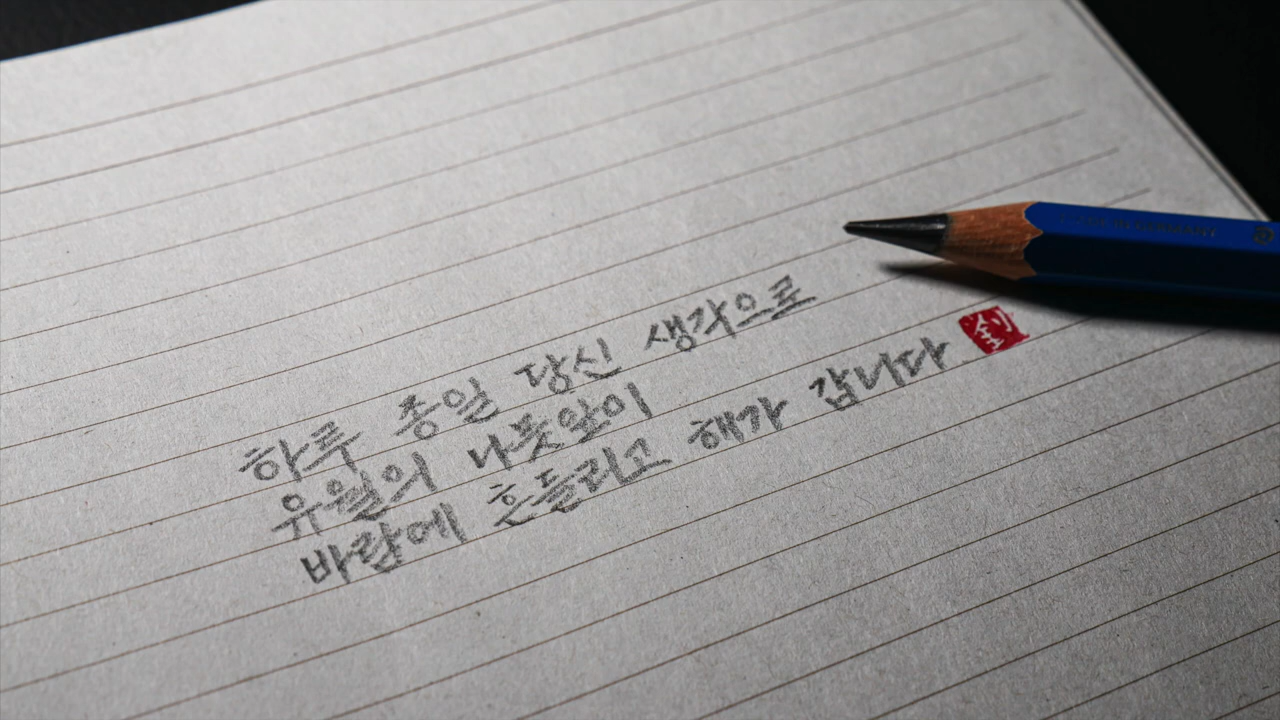 하루 종일 당신 생각으로
유월의 나뭇잎이
바람에 흔들리고 해가 갑니다